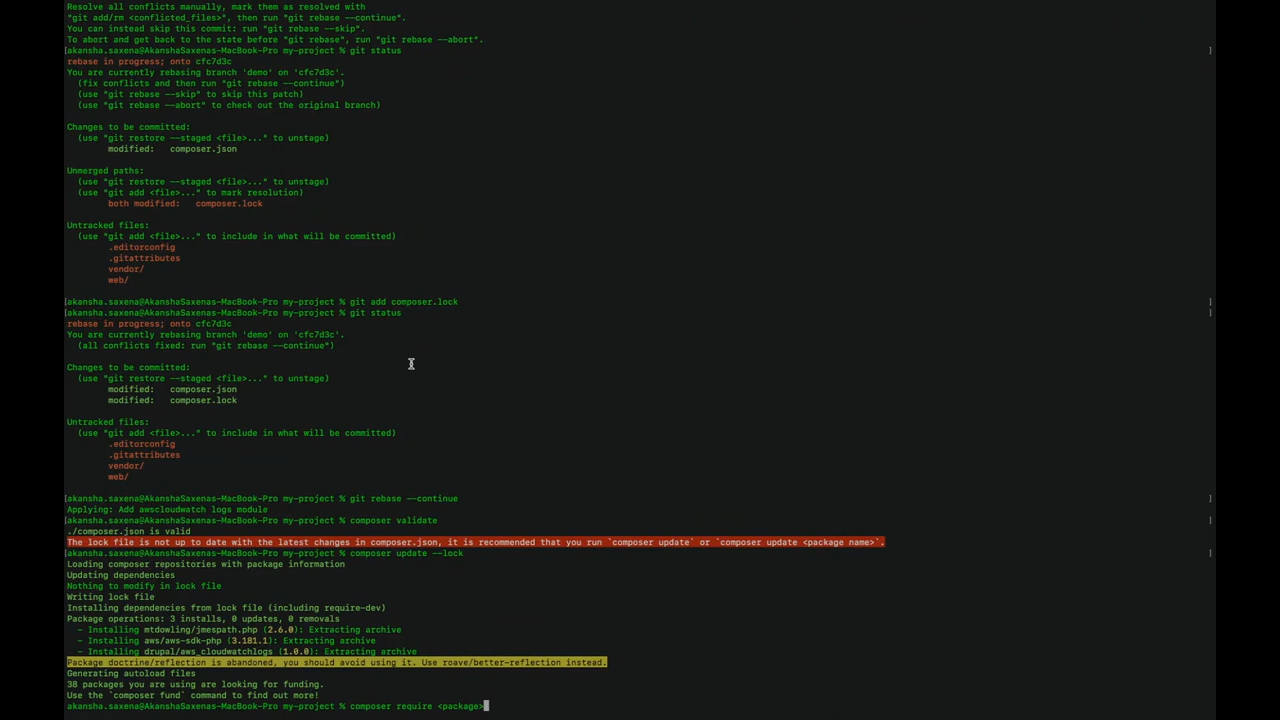 Resolve all conflicts manually, mark them as resolved with
"git add/rm <conflicted_files>", then run "git rebase --continue".
You can instead skip this commit: run "git rebase --skip".
To abort and get back to the state before "git rebase", run "git rebase --abort".
[akansha.saxena@AkanshaSaxenas-MacBook-Pro my-project % git status ]
rebase in progress; onto cfc7d3c
You are currently rebasing branch 'demo' on 'cfc7d3c'.
(fix conflicts and then run "git rebase --continue")
(use "git rebase --skip" to skip this patch)
(use "git rebase --abort" to check out the original branch)
Changes to be committed:
(use "git restore --staged <file>..." to unstage)
modified: composer.json
Unmerged paths:
(use "git restore --staged <file>..." to unstage)
(use "git add <file>..." to mark resolution)
both modified: composer.lock
Untracked files:
(use "git add <file>..." to include in what will be committed)
.editorconfig
.gitattributes
vendor/
web/
[akansha.saxena@AkanshaSaxenas-MacBook-Pro my-project % git add composer.lock ]
[akansha.saxena@AkanshaSaxenas-MacBook-Pro my-project % git status ]
rebase in progress; onto cfc7d3c
You are currently rebasing branch 'demo' on 'cfc7d3c'.
(all conflicts fixed: run "git rebase --continue")
Changes to be committed:
(use "git restore --staged <file>..." to unstage)
modified: composer.json
modified: composer.lock
Untracked files:
(use "git add <file>..." to include in what will be committed)
.editorconfig
.gitattributes
vendor/
web/
[akansha.saxena@AkanshaSaxenas-MacBook-Pro my-project % git rebase --continue ]
Applying: Add awscloudwatch logs module
[akansha.saxena@AkanshaSaxenas-MacBook-Pro my-project % composer validate ]
./composer.json is valid
The lock file is not up to date with the latest changes in composer.json, it is recommended that you run `composer update` or `composer update <package name>`.
[akansha.saxena@AkanshaSaxenas-MacBook-Pro my-project % composer update --lock ]
Loading composer repositories with package information
Updating dependencies
Nothing to modify in lock file
Writing lock file
Installing dependencies from lock file (including require-dev)
Package operations: 3 installs, 0 updates, 0 removals
- Installing mtdowling/jmespath.php (2.6.0): Extracting archive
- Installing aws/aws-sdk-php (3.181.1): Extracting archive
- Installing drupal/aws_cloudwatchlogs (1.0.0): Extracting archive
Package doctrine/reflection is abandoned, you should avoid using it. Use roave/better-reflection instead.
Generating autoload files
38 packages you are using are looking for funding.
Use the `composer fund` command to find out more!
akansha.saxena@AkanshaSaxenas-MacBook-Pro my-project % composer require <package>